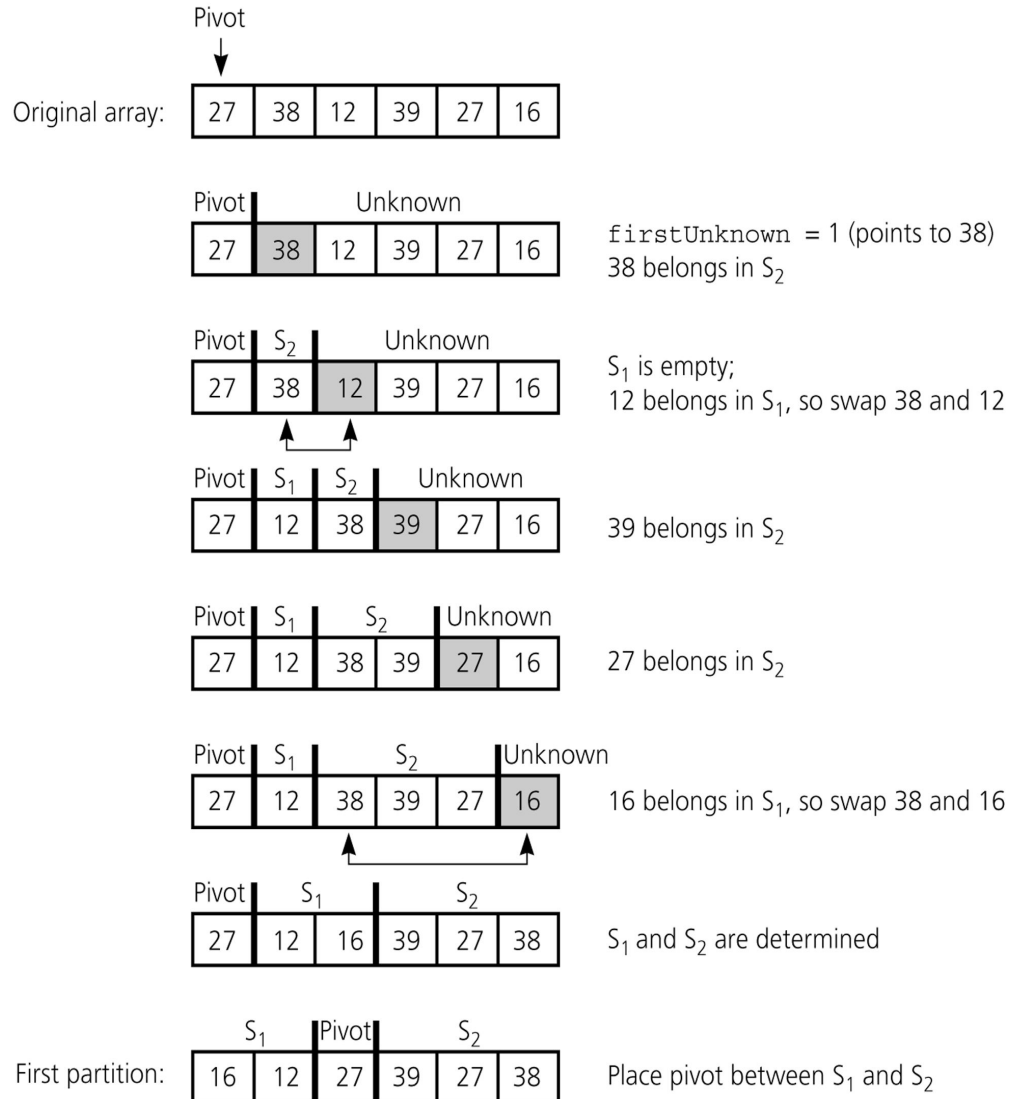 Pivot
Original array: 27 38 12 39 27 16
Pivot Unknown
27 38 12 39 27 16
firstUnknown = 1 (points to 38)
38 belongs in S₂
Pivot S₂ Unknown
27 38 12 39 27 16
S₁ is empty;
12 belongs in S₁, so swap 38 and 12
Pivot S₁ S₂ Unknown
27 12 38 39 27 16
39 belongs in S₂
Pivot S₁ S₂ Unknown
27 12 38 39 27 16
27 belongs in S₂
Pivot S₁ S₂ Unknown
27 12 38 39 27 16
16 belongs in S₁, so swap 38 and 16
Pivot S₁ S₂
27 12 16 39 27 38
S₁ and S₂ are determined
S₁ Pivot S₂
First partition: 16 12 27 39 27 38
Place pivot between S₁ and S₂